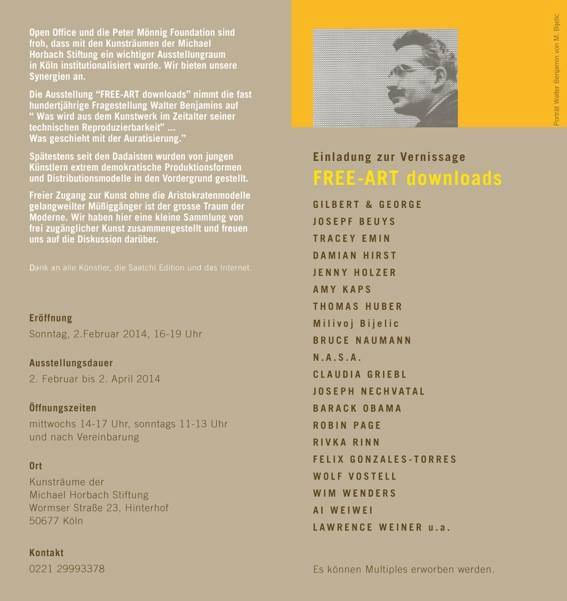 Open Office und die Peter Mönnig Foundation sind
froh, dass mit den Kunsträumen der Michael
Horbach Stiftung ein wichtiger Ausstellungsraum
in Köln institutionalisiert wurde. Wir bieten unsere
Synergien an.
Die Ausstellung "FREE-ART downloads" nimmt die fast
hundertjährige Fragestellung Walter Benjamins auf
" Was wird aus dem Kunstwerk im Zeitalter seiner
technischen Reproduzierbarkeit" ...
Was geschieht mit der Auratisierung."
Spätestens seit den Dadaisten wurden von jungen
Künstlern extrem demokratische Produktionsformen
und Distributionsmodelle in den Vordergrund gestellt.
Freier Zugang zur Kunst ohne die Aristokratenmodelle
gelangweilter Müßiggänger ist der grosse Traum der
Moderne. Wir haben hier eine kleine Sammlung von
frei zugänglicher Kunst zusammengestellt und freuen
uns auf die Diskussion darüber.
Dank an alle Künstler, die Saatchi Edition und das Internet.
Eröffnung
Sonntag, 2.Februar 2014, 16-19 Uhr
Ausstellungsdauer
2. Februar bis 2. April 2014
Öffnungszeiten
mittwochs 14-17 Uhr, sonntags 11-13 Uhr
und nach Vereinbarung
Ort
Kunsträume der
Michael Horbach Stiftung
Wormser Straße 23, Hinterhof
50677 Köln
Kontakt
0221 29993378
Porträt Walter Benjamin von M. Bijelic
Einladung zur Vernissage
FREE-ART downloads
GILBERT & GEORGE
JOSEPF BEUYS
TRACEY EMIN
DAMIAN HIRST
JENNY HOLZER
AMY KAPS
THOMAS HUBER
Milivoj Bijelic
BRUCE NAUMANN
N.A.S.A.
CLAUDIA GRIEBL
JOSEPH NECHVATAL
BARACK OBAMA
ROBIN PAGE
RIVKA RINN
FELIX GONZALES-TORRES
WOLF VOSTELL
WIM WENDERS
AI WEIWEI
LAWRENCE WEINER u.a.
Es können Multiples erworben werden.